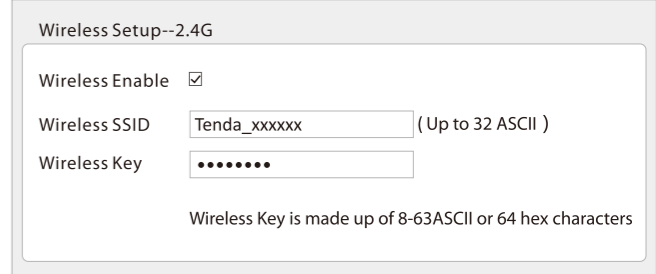 Wireless Setup--2.4G
Wireless Enable
Wireless SSID Tenda_xxxxxx ( Up to 32 ASCII )
Wireless Key ••••••••
Wireless Key is made up of 8-63ASCII or 64 hex characters